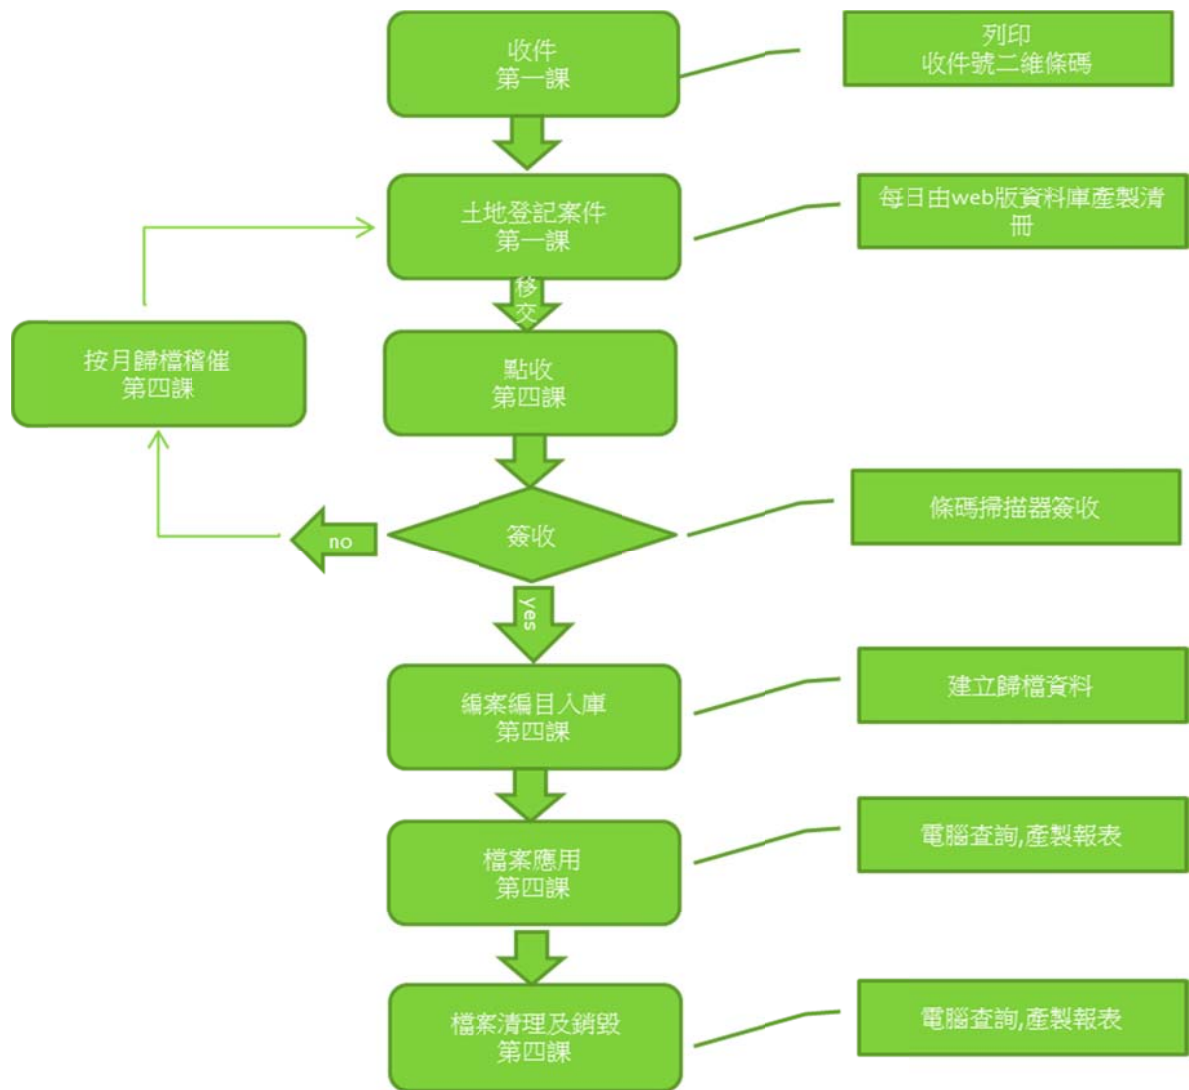 收件
第一課
列印
收件號二維條碼
土地登記案件
第一課
每日由web版資料庫產製清
冊
移
交
按月歸檔稽催
第四課
點收
第四課
簽收
條碼掃描器簽收
no
yes
編案編目入庫
第四課
建立歸檔資料
檔案應用
第四課
電腦查詢,產製報表
檔案清理及銷毀
第四課
電腦查詢,產製報表